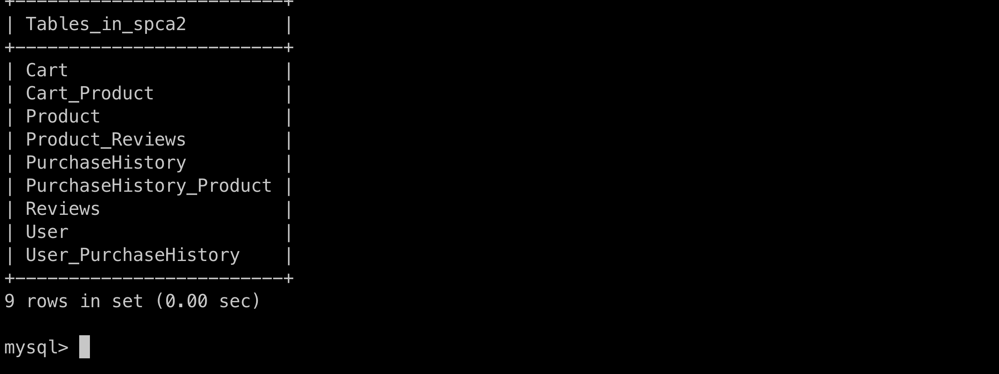 +-------------------------+
| Tables_in_spca2         |
+-------------------------+
| Cart                    |
| Cart_Product            |
| Product                 |
| Product_Reviews         |
| PurchaseHistory         |
| PurchaseHistory_Product |
| Reviews                 |
| User                    |
| User_PurchaseHistory    |
+-------------------------+
9 rows in set (0.00 sec)
mysql>